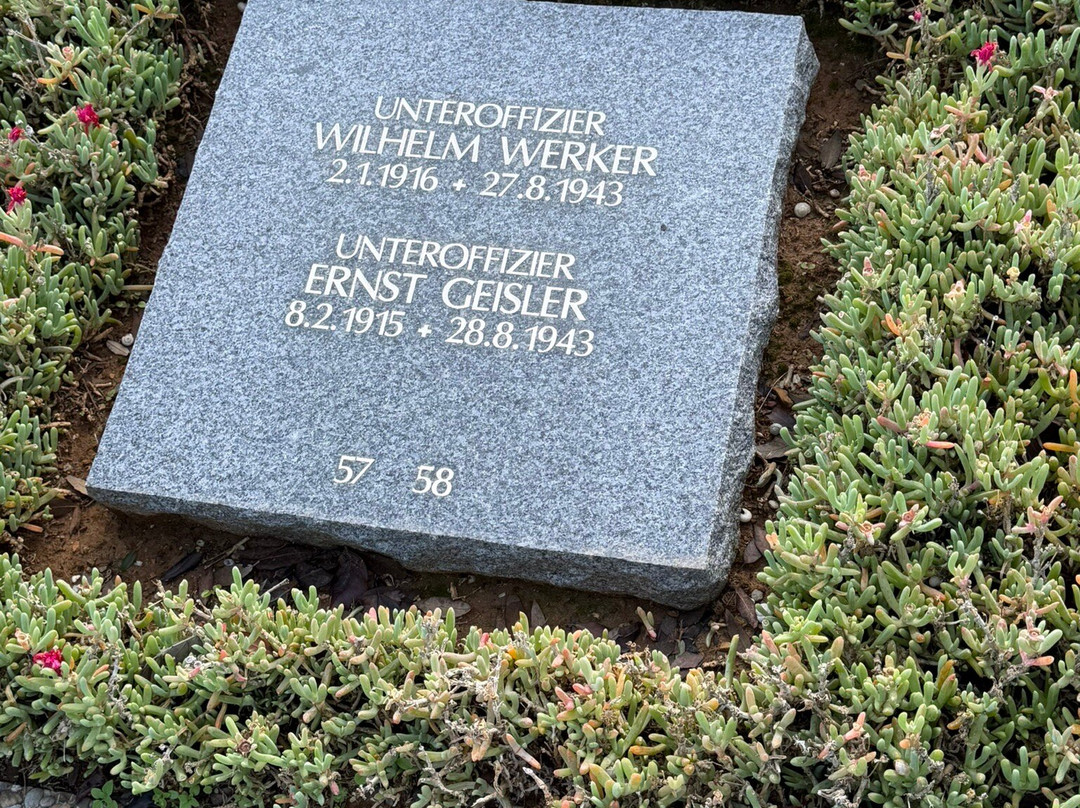 UNTEROFFIZIER
WILHELM WERKER
2.1.1916 + 27.8.1943
UNTEROFFIZIER
ERNST GEISLER
8.2.1915 + 28.8.1943
57 58